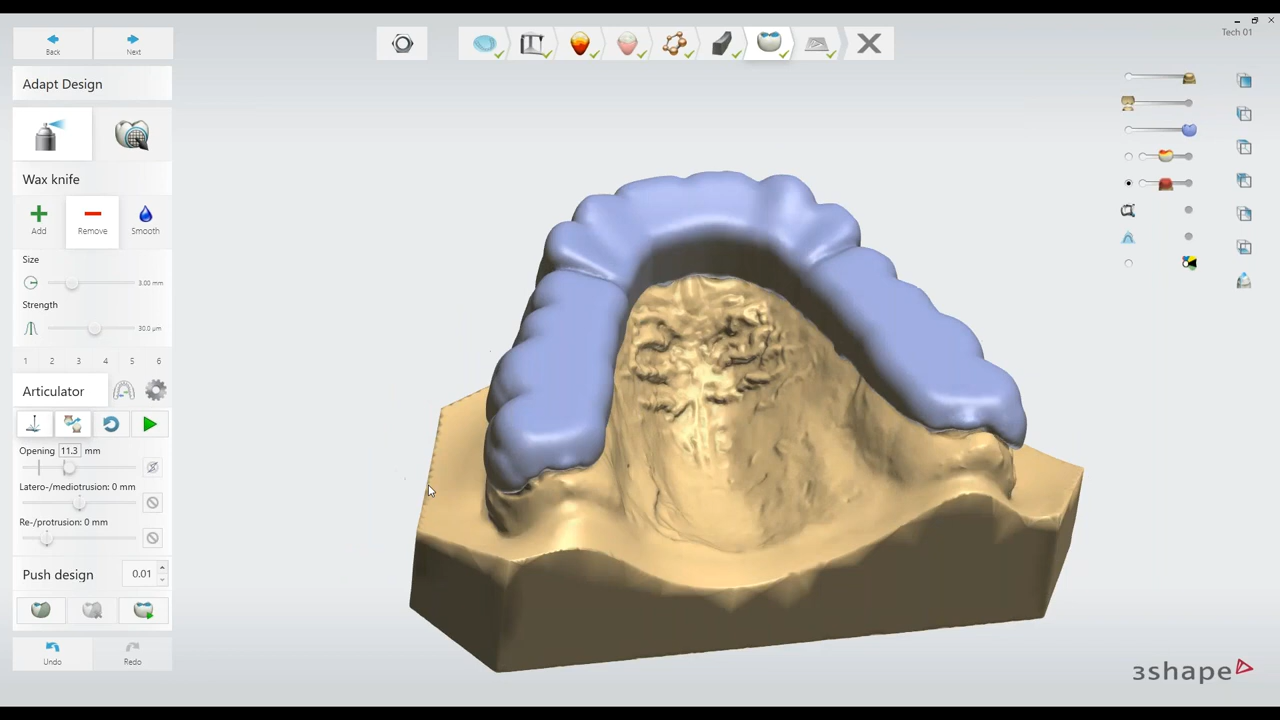 Tech 01
Back
Next
Adapt Design
Wax knife
Add
Remove
Smooth
Size
3.00 mm
Strength
30.0 µm
1 2 3 4 5 6
Articulator
Opening 11.3 mm
Latero-/mediotrusion: 0 mm
Re-/protrusion: 0 mm
Push design 0.01
Undo
Redo
3shape